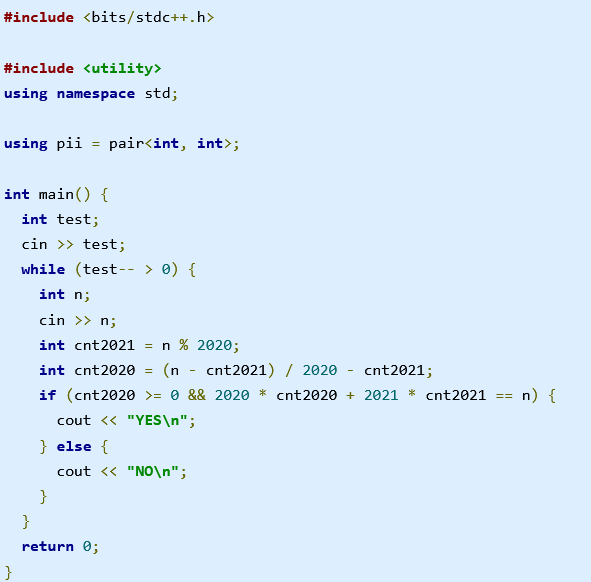 #include <bits/stdc++.h>
#include <utility>
using namespace std;
using pii = pair<int, int>;
int main() {
  int test;
  cin >> test;
  while (test-- > 0) {
    int n;
    cin >> n;
    int cnt2021 = n % 2020;
    int cnt2020 = (n - cnt2021) / 2020 - cnt2021;
    if (cnt2020 >= 0 && 2020 * cnt2020 + 2021 * cnt2021 == n) {
      cout << "YES\n";
    } else {
      cout << "NO\n";
    }
  }
  return 0;
}